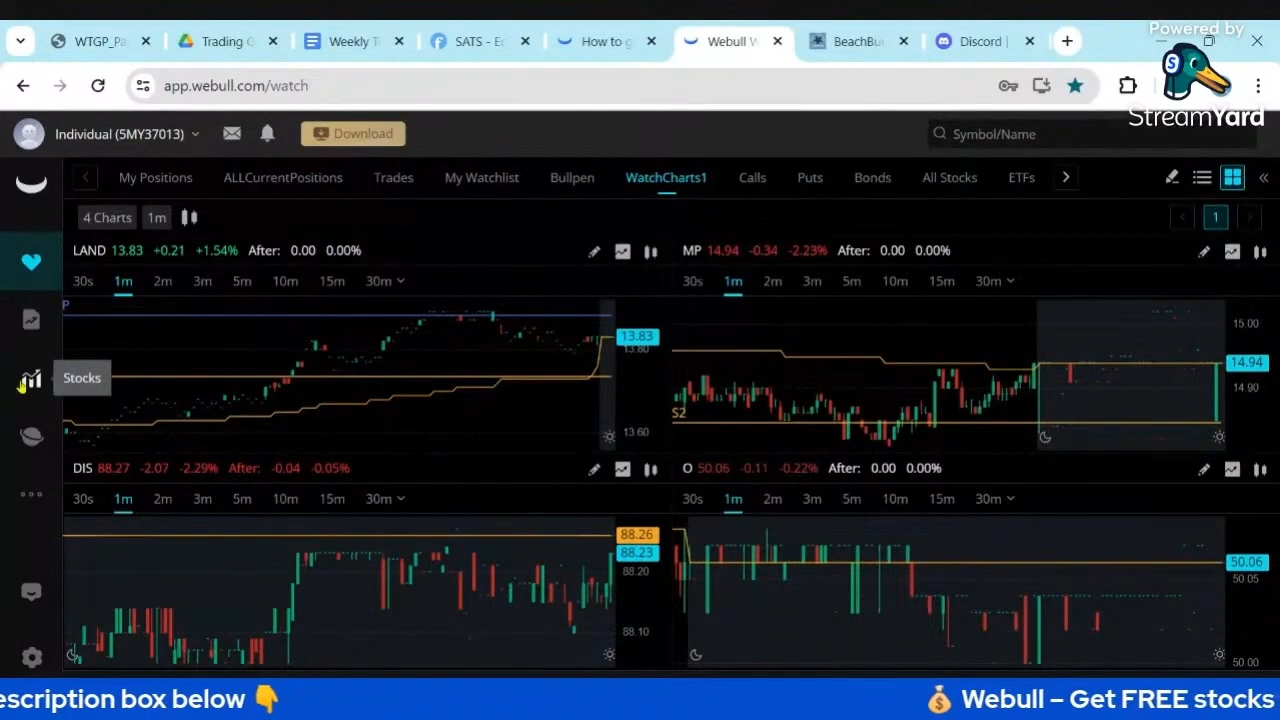 Powered by
WTGP_Pa
Trading G
Weekly T
SATS - E
How to g
Webull W
BeachBu
Discord |
app.webull.com/watch
StreamYard
Individual (5MY37013)
Download
Symbol/Name
My Positions
ALLCurrentPositions
Trades
My Watchlist
Bullpen
WatchCharts1
Calls
Puts
Bonds
All Stocks
ETFs
4 Charts
1m
1
LAND 13.83 +0.21 +1.54% After: 0.00 0.00%
30s 1m 2m 3m 5m 10m 15m 30m
P
13.83
13.80
13.60
Stocks
MP 14.94 -0.34 -2.23% After: 0.00 0.00%
30s 1m 2m 3m 5m 10m 15m 30m
15.00
14.94
14.90
S2
DIS 88.27 -2.07 -2.29% After: -0.04 -0.05%
30s 1m 2m 3m 5m 10m 15m 30m
88.26
88.23
88.20
88.10
O 50.06 -0.11 -0.22% After: 0.00 0.00%
30s 1m 2m 3m 5m 10m 15m 30m
50.06
50.05
50.00
escription box below 👇
💰 Webull – Get FREE stocks